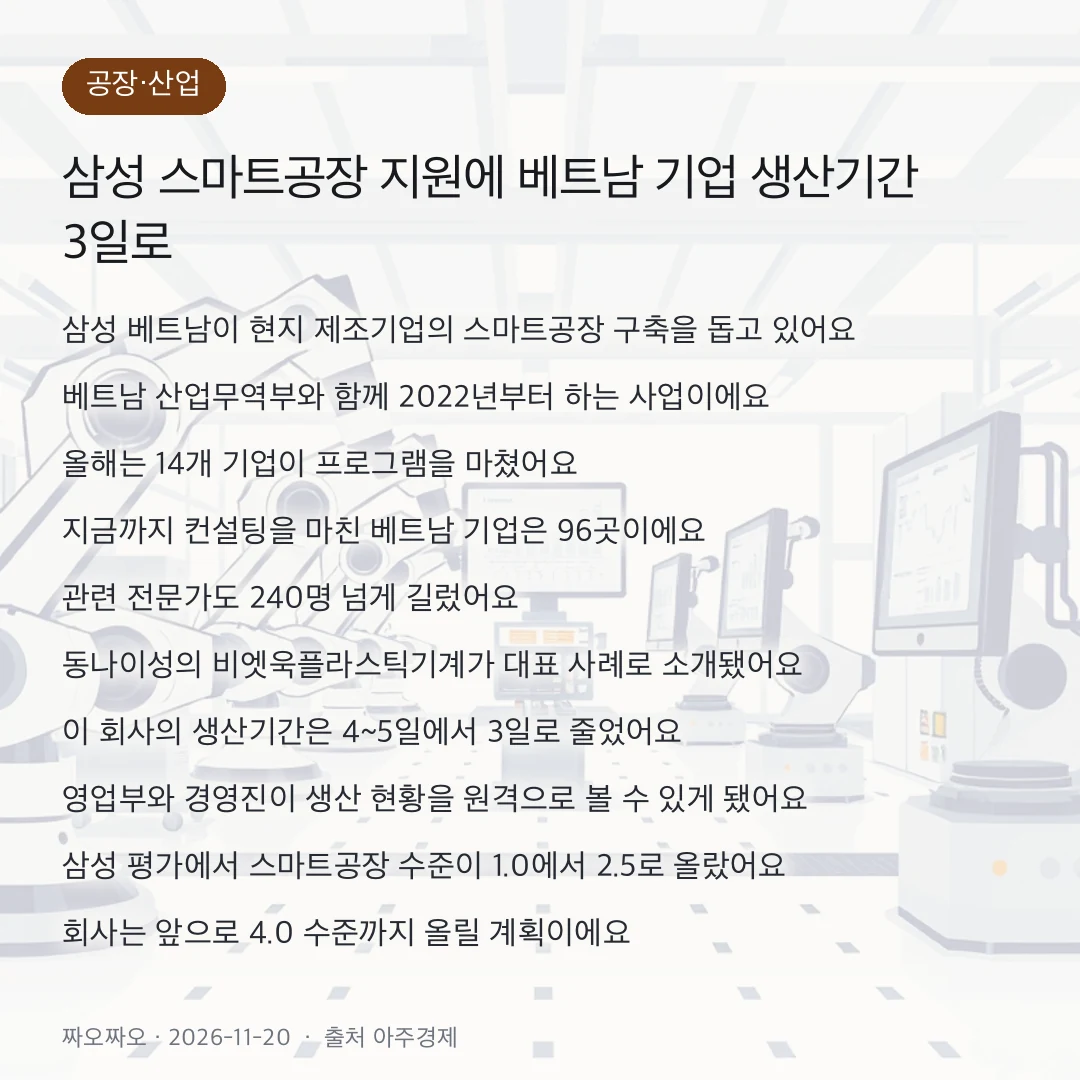 공장·산업
삼성 스마트공장 지원에 베트남 기업 생산기간
3일로
삼성 베트남이 현지 제조기업의 스마트공장 구축을 돕고 있어요
베트남 산업무역부와 함께 2022년부터 하는 사업이에요
올해는 14개 기업이 프로그램을 마쳤어요
지금까지 컨설팅을 마친 베트남 기업은 96곳이에요
관련 전문가도 240명 넘게 길렀어요
동나이성의 비엣욱플라스틱기계가 대표 사례로 소개됐어요
이 회사의 생산기간은 4~5일에서 3일로 줄었어요
영업부와 경영진이 생산 현황을 원격으로 볼 수 있게 됐어요
삼성 평가에서 스마트공장 수준이 1.0에서 2.5로 올랐어요
회사는 앞으로 4.0 수준까지 올릴 계획이에요
짜오짜오 · 2026-11-20 · 출처 아주경제